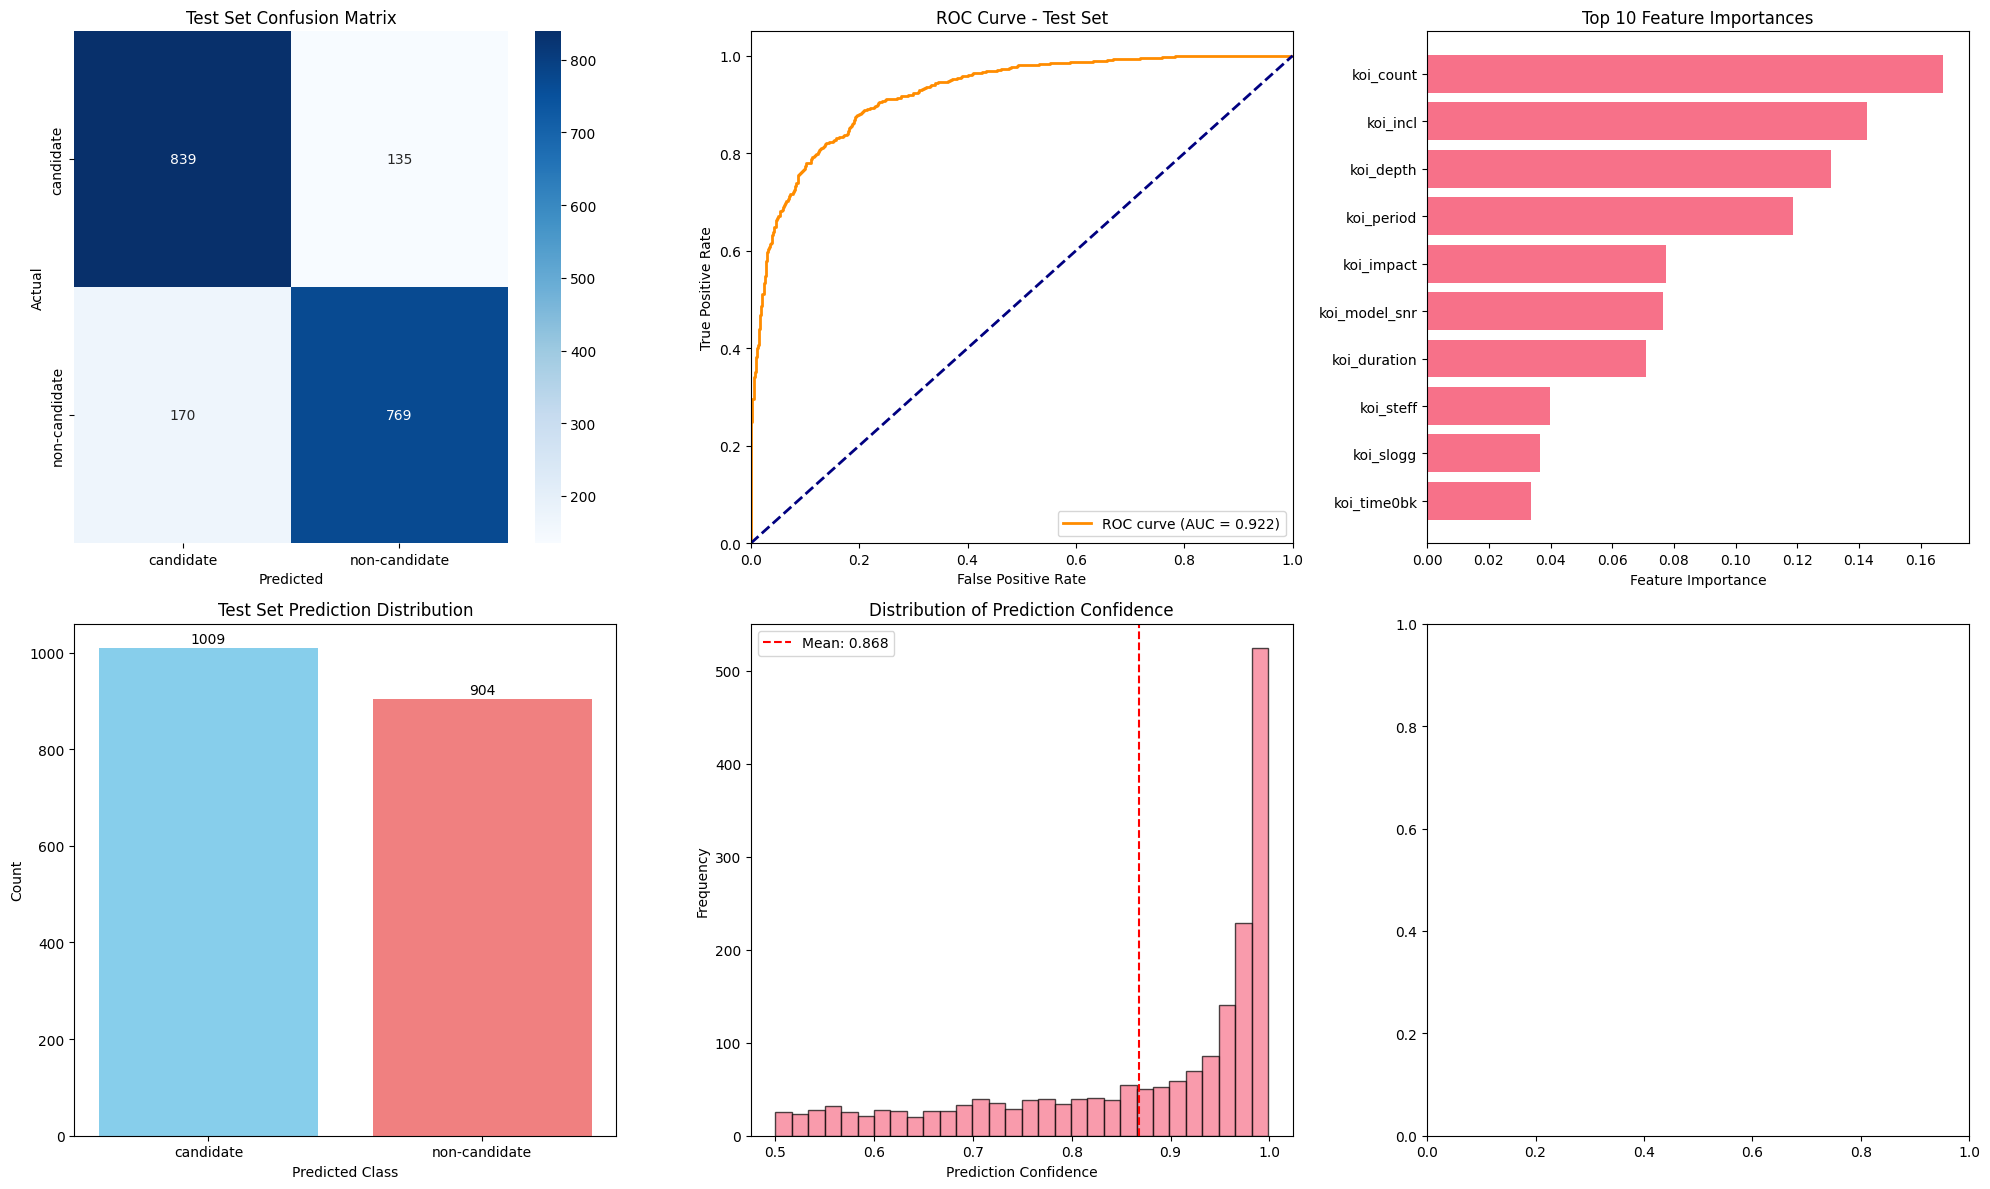 Test Set Confusion Matrix
candidate
non-candidate
Actual
839
135
170
769
candidate
non-candidate
Predicted
800
700
600
500
400
300
200
ROC Curve - Test Set
1.0
0.8
0.6
0.4
0.2
0.0
True Positive Rate
ROC curve (AUC = 0.922)
0.0
0.2
0.4
0.6
0.8
1.0
False Positive Rate
Top 10 Feature Importances
koi_count
koi_incl
koi_depth
koi_period
koi_impact
koi_model_snr
koi_duration
koi_steff
koi_slogg
koi_time0bk
0.00
0.02
0.04
0.06
0.08
0.10
0.12
0.14
0.16
Feature Importance
Test Set Prediction Distribution
1000
800
600
400
200
0
Count
1009
904
candidate
non-candidate
Predicted Class
Distribution of Prediction Confidence
Mean: 0.868
500
400
300
200
100
0
Frequency
0.5
0.6
0.7
0.8
0.9
1.0
Prediction Confidence
1.0
0.8
0.6
0.4
0.2
0.0
0.0
0.2
0.4
0.6
0.8
1.0